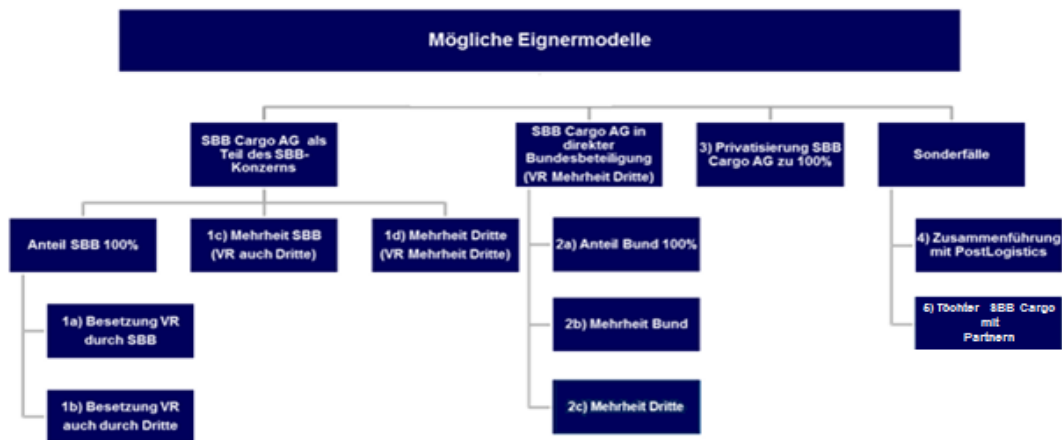 Mögliche Eignermodelle
SBB Cargo AG als
Teil des SBB-
Konzerns
SBB Cargo AG in
direkter
Bundesbeteiligung
(VR Mehrheit Dritte)
3) Privatisierung SBB
Cargo AG zu 100%
Sonderfälle
Anteil SBB 100%
1c) Mehrheit SBB
(VR auch Dritte)
1d) Mehrheit Dritte
(VR Mehrheit Dritte)
2a) Anteil Bund 100%
4) Zusammenführung
mit PostLogistics
1a) Besetzung VR
durch SBB
2b) Mehrheit Bund
5) Töchter SBB Cargo
mit
Partnern
1b) Besetzung VR
auch durch Dritte
2c) Mehrheit Dritte